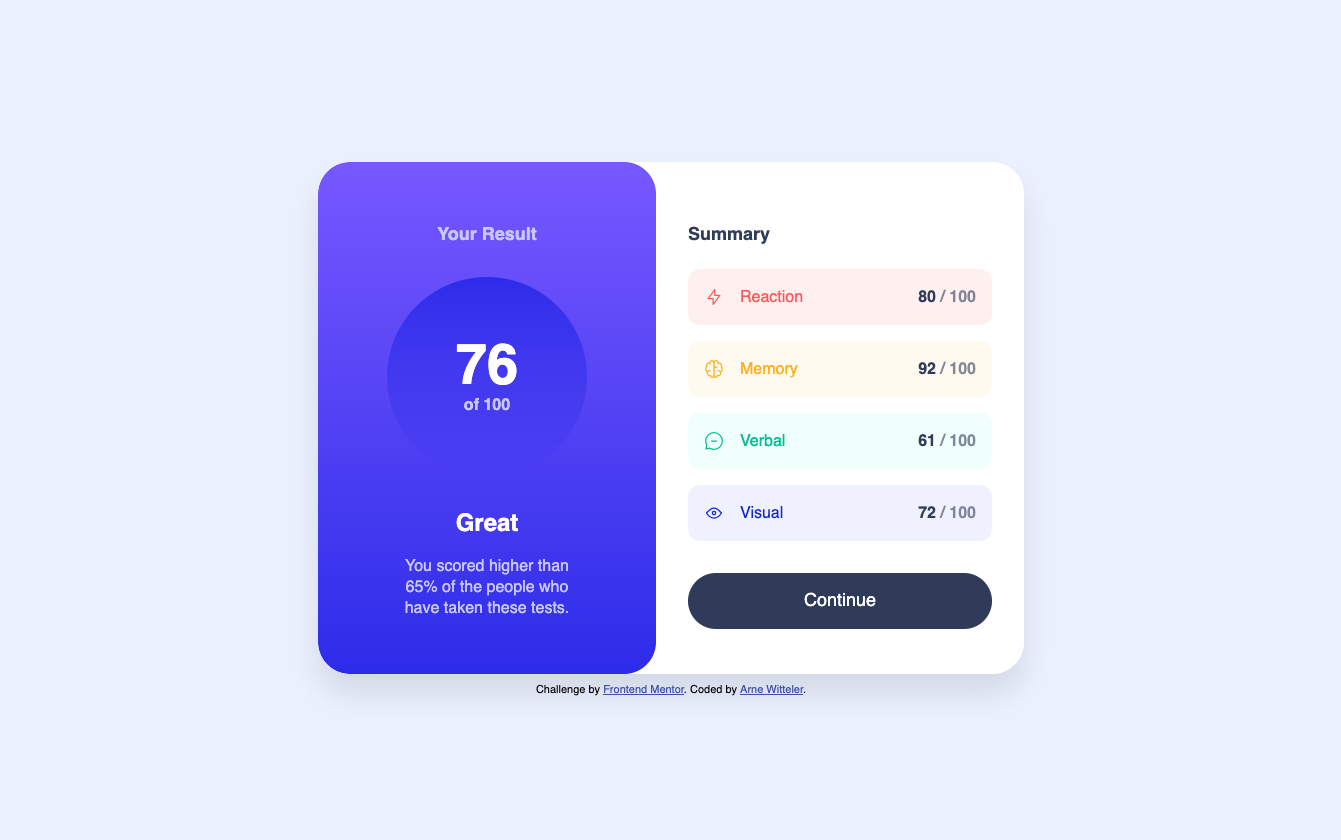 Your Result
76
of 100
Great
You scored higher than
65% of the people who
have taken these tests.
Summary
Reaction 80 / 100
Memory 92 / 100
Verbal 61 / 100
Visual 72 / 100
Continue
Challenge by Frontend Mentor. Coded by Arne Witteler.